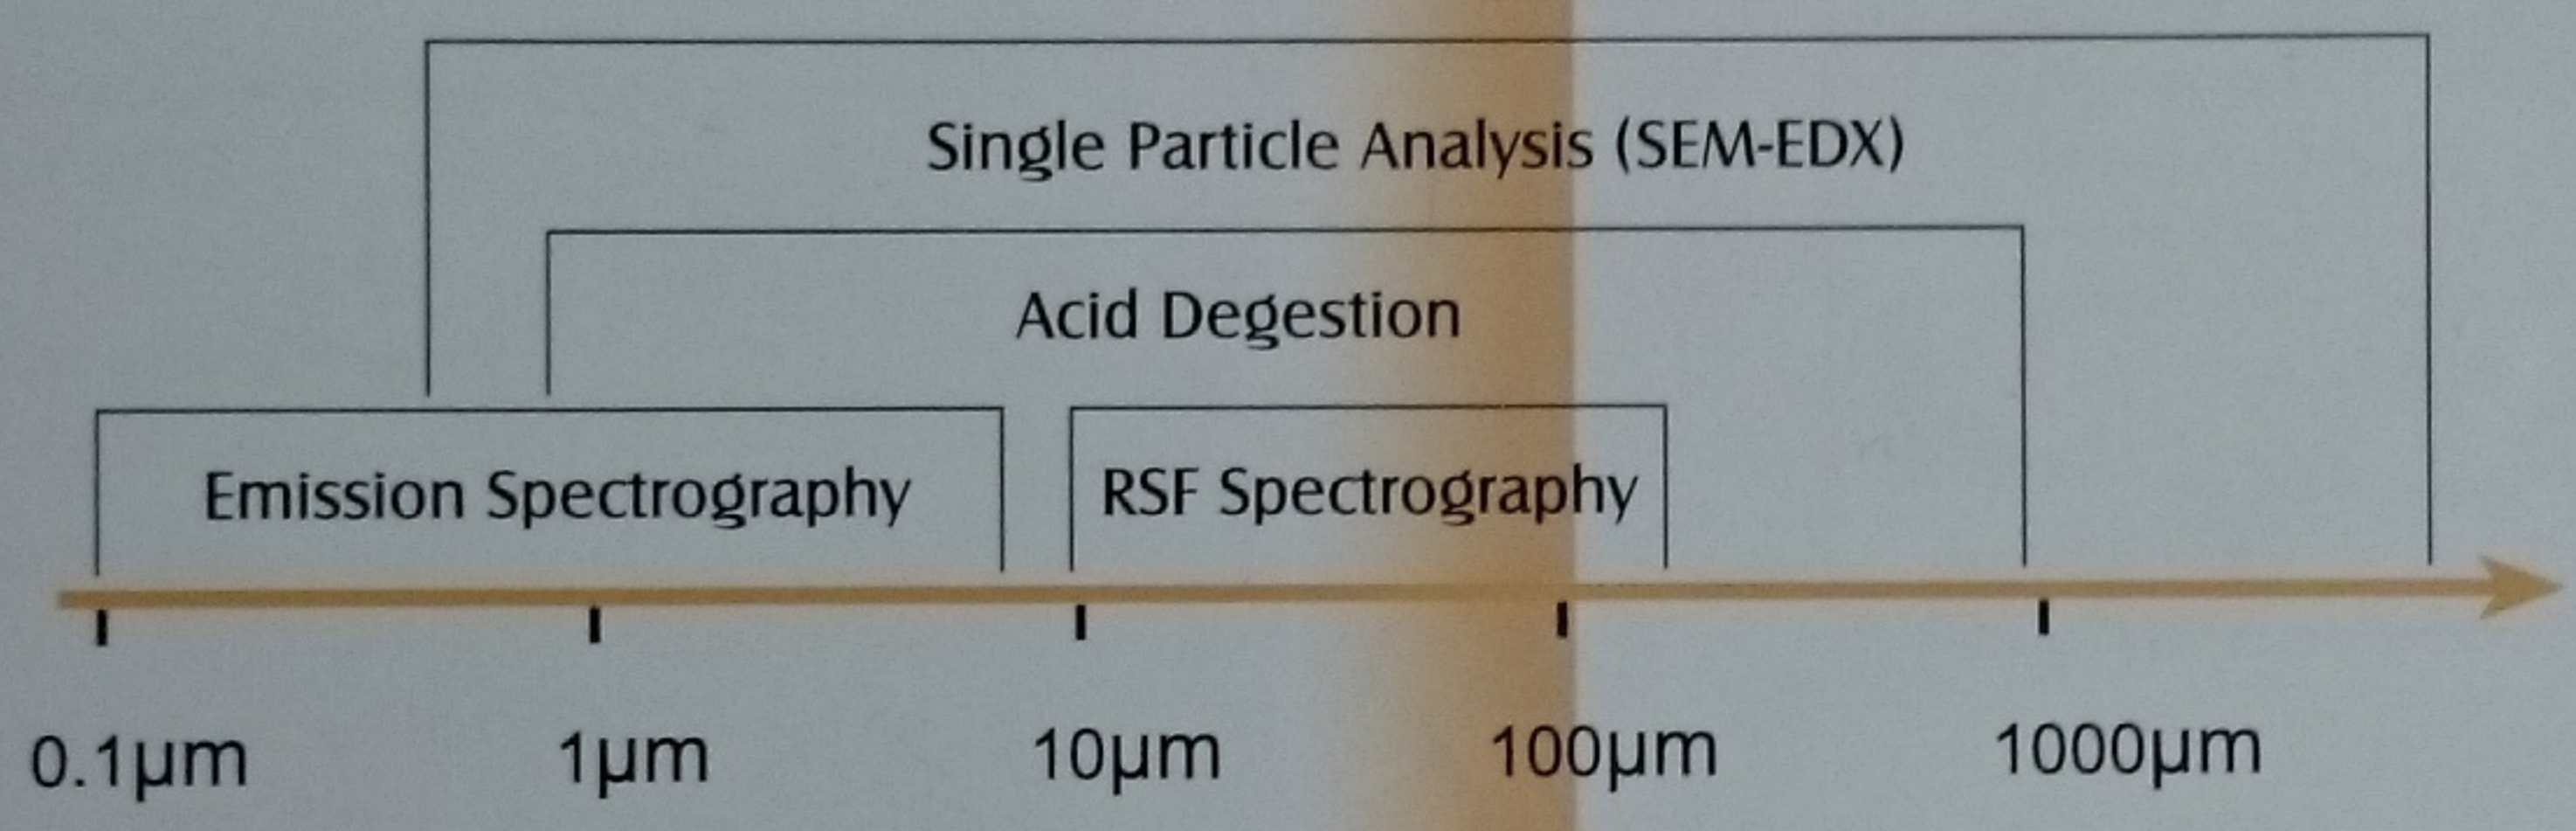 Single Particle Analysis (SEM-EDX)
Acid Degestion
Emission Spectrography
RSF Spectrography
0.1µm
1µm
10µm
100µm
1000µm